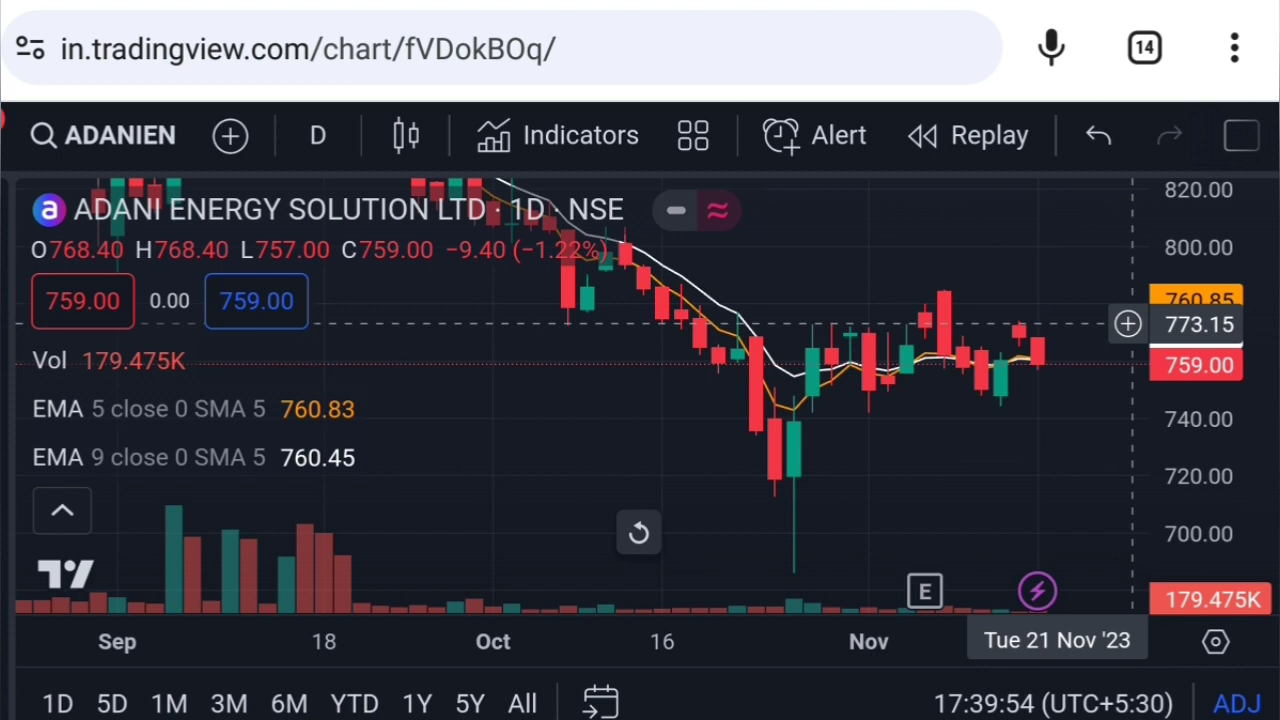 in.tradingview.com/chart/fVDokBOq/
14
ADANIEN D Indicators Alert Replay
a ADANI ENERGY SOLUTION LTD · 1D · NSE
O768.40 H768.40 L757.00 C759.00 −9.40 (−1.22%)
759.00 0.00 759.00
Vol 179.475K
EMA 5 close 0 SMA 5 760.83
EMA 9 close 0 SMA 5 760.45
820.00
800.00
760.85
773.15
759.00
740.00
720.00
700.00
179.475K
E
Sep 18 Oct 16 Nov Tue 21 Nov '23
1D 5D 1M 3M 6M YTD 1Y 5Y All 17:39:54 (UTC+5:30) ADJ